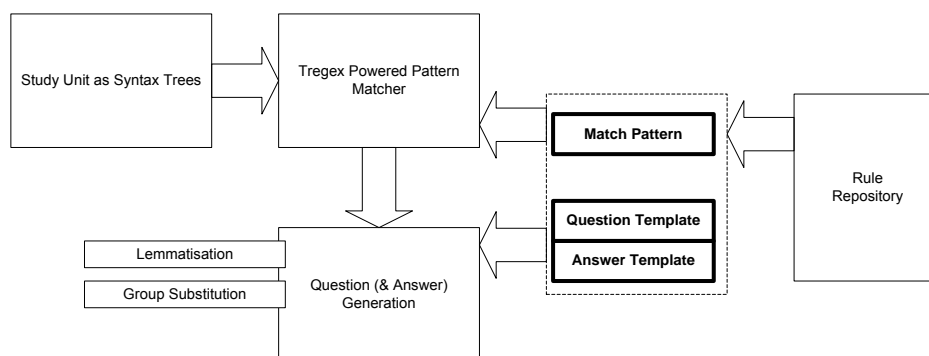 Study Unit as Syntax Trees
Tregex Powered Pattern
Matcher
Match Pattern
Rule
Repository
Question Template
Answer Template
Lemmatisation
Group Substitution
Question (& Answer)
Generation